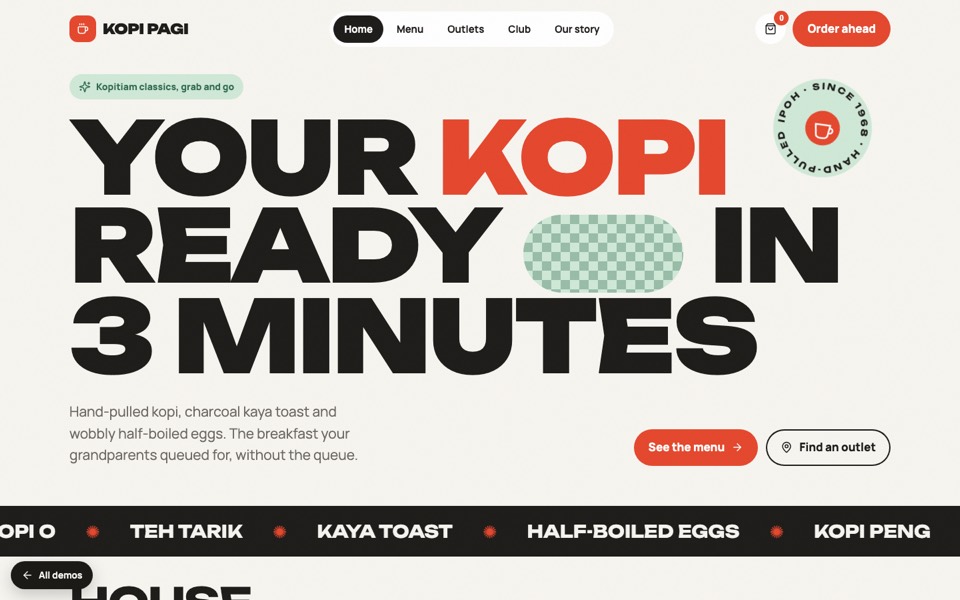 KOPI PAGI
Home Menu Outlets Club Our story
0
Order ahead
Kopitiam classics, grab and go
SINCE 1968 · HAND-PULLED · IPOH ·
YOUR KOPI
READY IN
3 MINUTES
Hand-pulled kopi, charcoal kaya toast and
wobbly half-boiled eggs. The breakfast your
grandparents queued for, without the queue.
See the menu
Find an outlet
OPI O TEH TARIK KAYA TOAST HALF-BOILED EGGS KOPI PENG
All demos
HOUSE